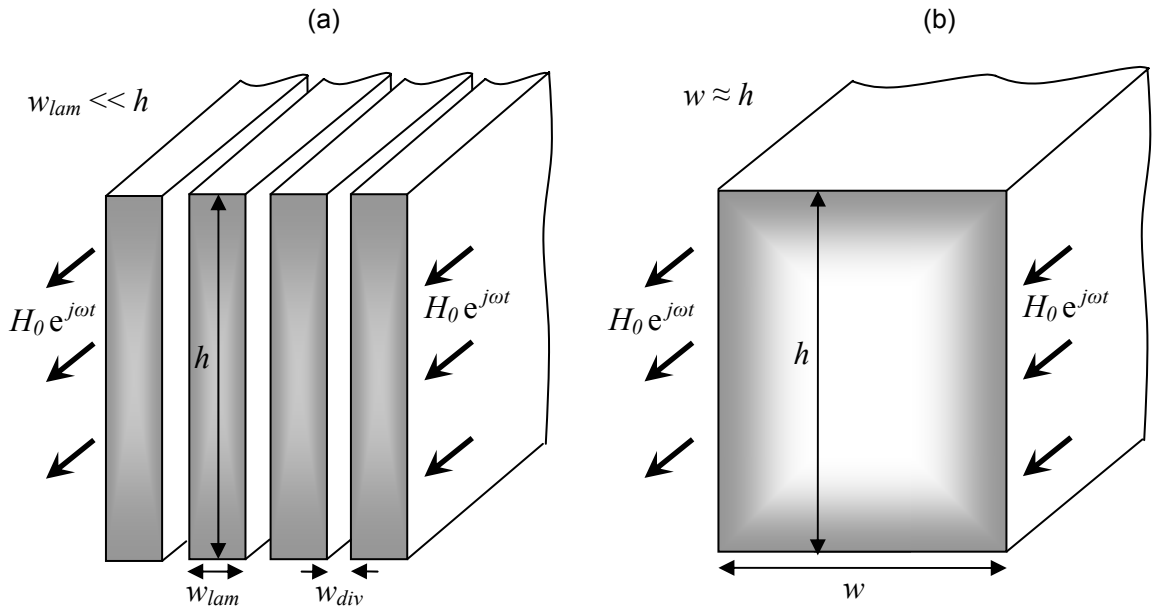 (a)
w_lam << h
H_0 e^{jωt}
H_0 e^{jωt}
h
w_lam
w_div
(b)
w ≈ h
H_0 e^{jωt}
H_0 e^{jωt}
h
w